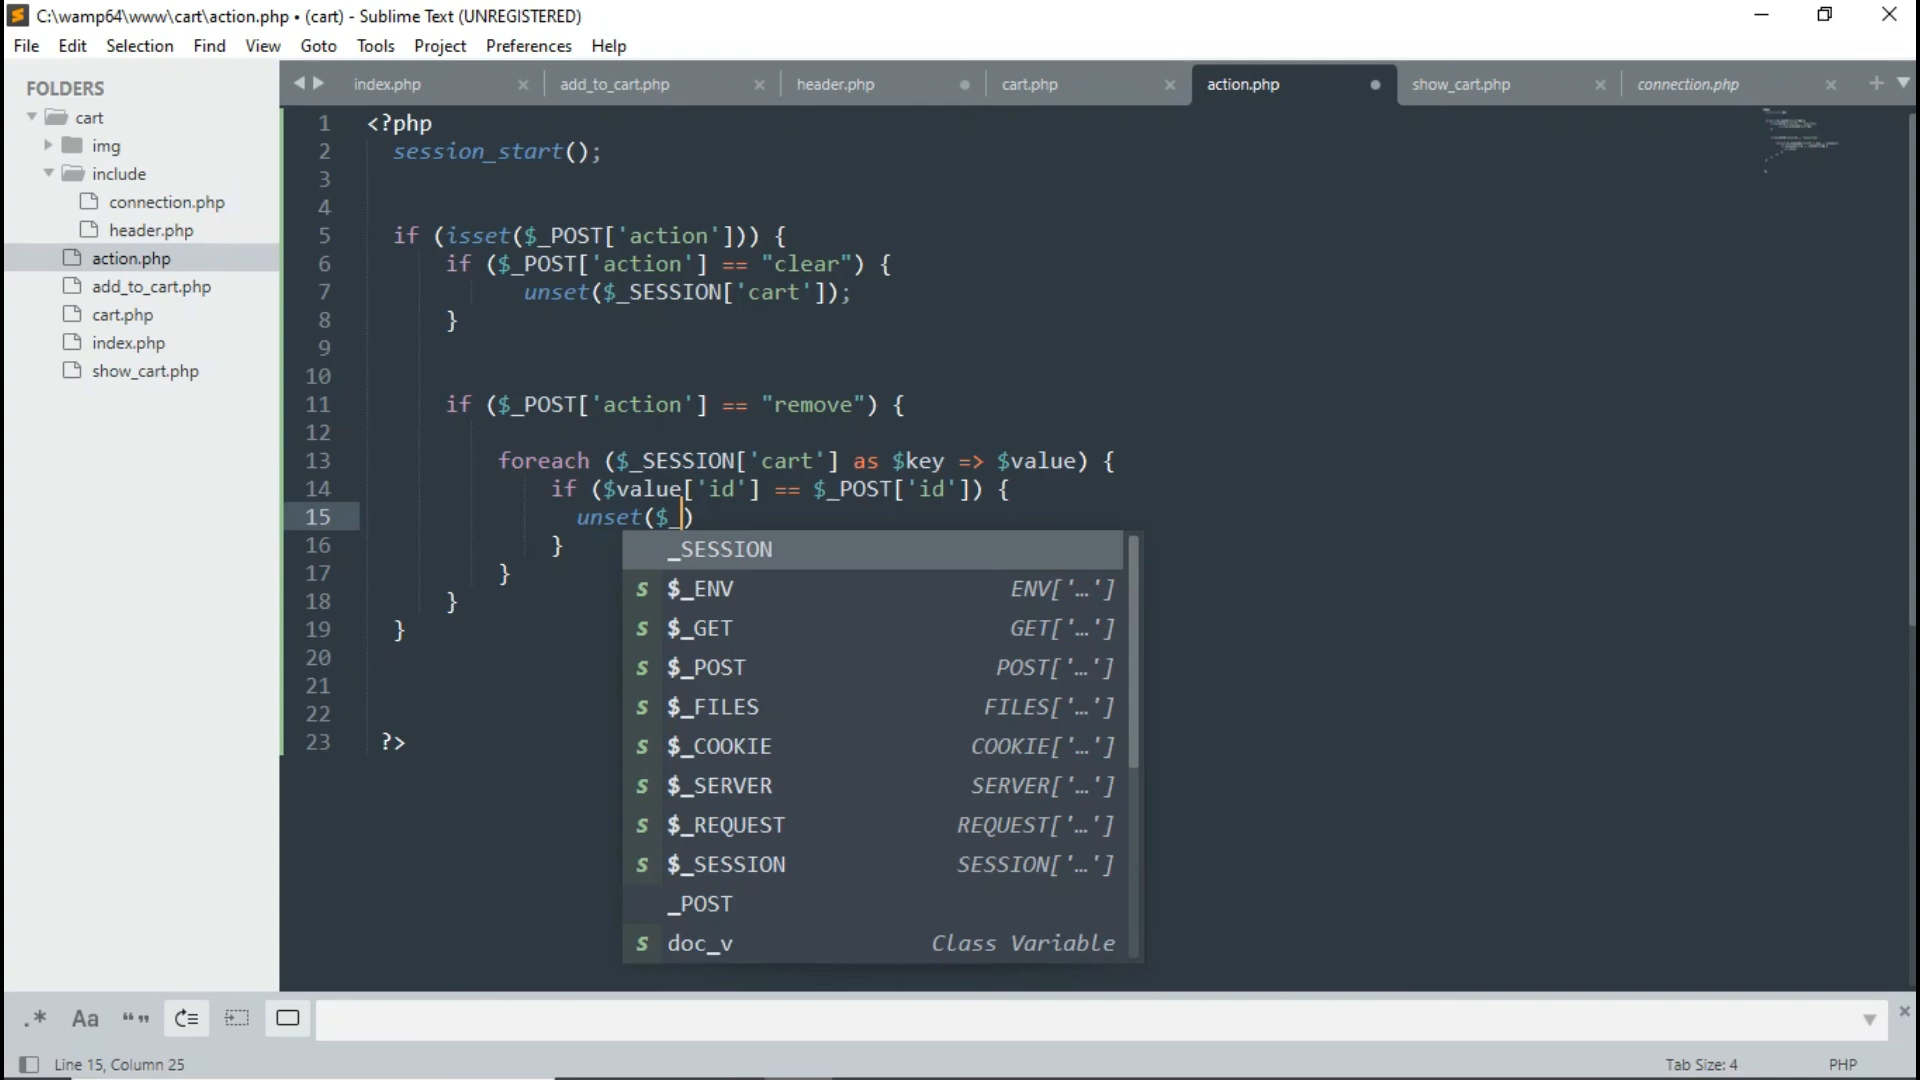 C:\wamp64\www\cart\action.php • (cart) - Sublime Text (UNREGISTERED)
File Edit Selection Find View Goto Tools Project Preferences Help
FOLDERS
cart
img
include
connection.php
header.php
action.php
add_to_cart.php
cart.php
index.php
show_cart.php
index.php add_to_cart.php header.php cart.php action.php show_cart.php connection.php
1 <?php
2 session_start();
3
4
5 if (isset($_POST['action'])) {
6 if ($_POST['action'] == "clear") {
7 unset($_SESSION['cart']);
8 }
9
10
11 if ($_POST['action'] == "remove") {
12
13 foreach ($_SESSION['cart'] as $key => $value) {
14 if ($value['id'] == $_POST['id']) {
15 unset($_)
16 }
17 }
18 }
19 }
20
21
22
23 ?>
_SESSION
s $_ENV ENV['…']
s $_GET GET['…']
s $_POST POST['…']
s $_FILES FILES['…']
s $_COOKIE COOKIE['…']
s $_SERVER SERVER['…']
s $_REQUEST REQUEST['…']
s $_SESSION SESSION['…']
_POST
s doc_v Class Variable
.* Aa “”
Line 15, Column 25 Tab Size: 4 PHP